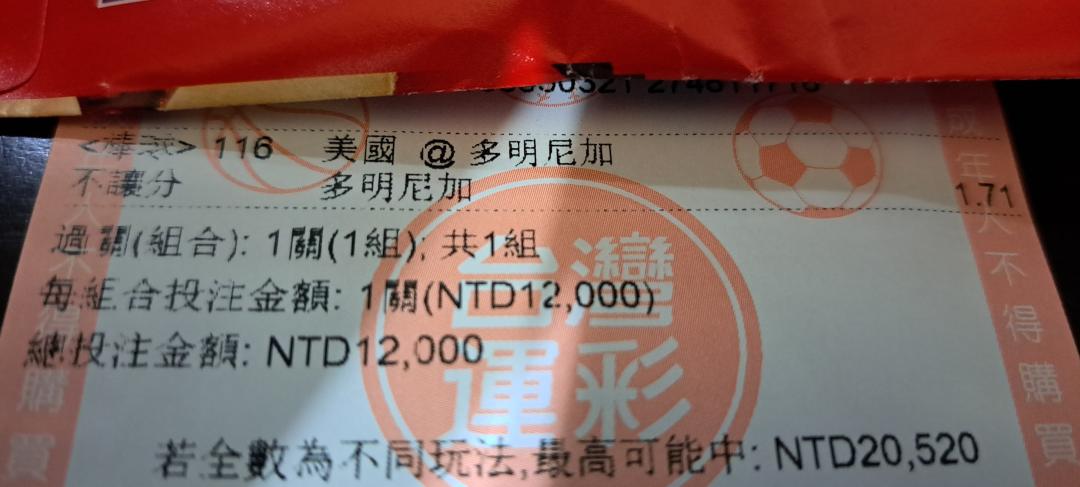 <棒球> 116 美國 @ 多明尼加
不讓分 多明尼加 1.71
過關(組合): 1關(1組); 共1組
每組合投注金額: 1關(NTD12,000)
總投注金額: NTD12,000
若全數為不同玩法,最高可能中: NTD20,520
台灣
運彩
成年人不得購買
購買